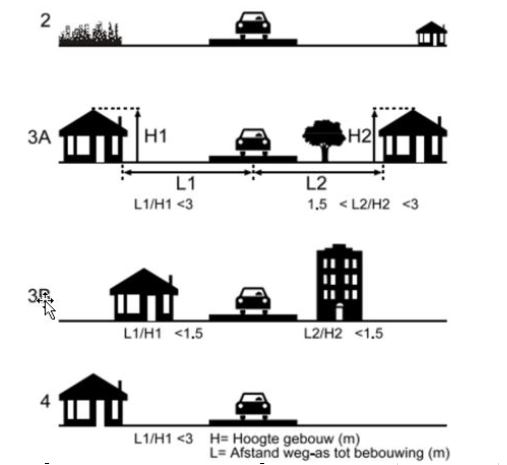 2
3A
H1
H2
L1
L2
L1/H1 <3
1.5 < L2/H2 <3
3B
L1/H1 <1.5
L2/H2 <1.5
4
L1/H1 <3
H= Hoogte gebouw (m)
L= Afstand weg-as tot bebouwing (m)